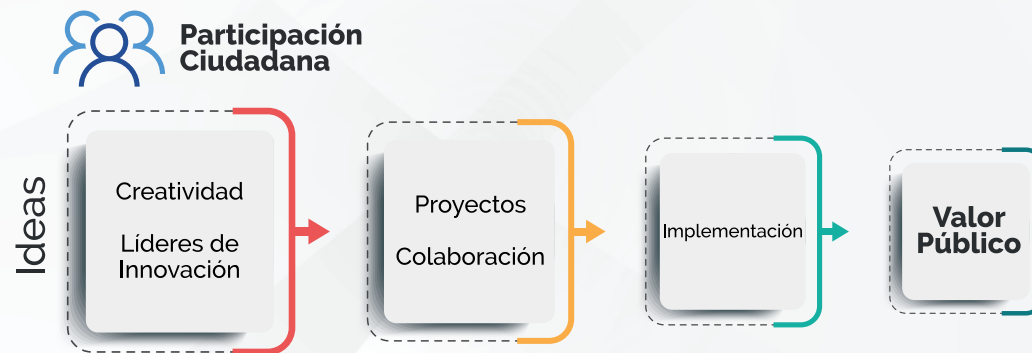 Participación
Ciudadana
Ideas
Creatividad
Líderes de
Innovación
Proyectos
Colaboración
Implementación
Valor
Público